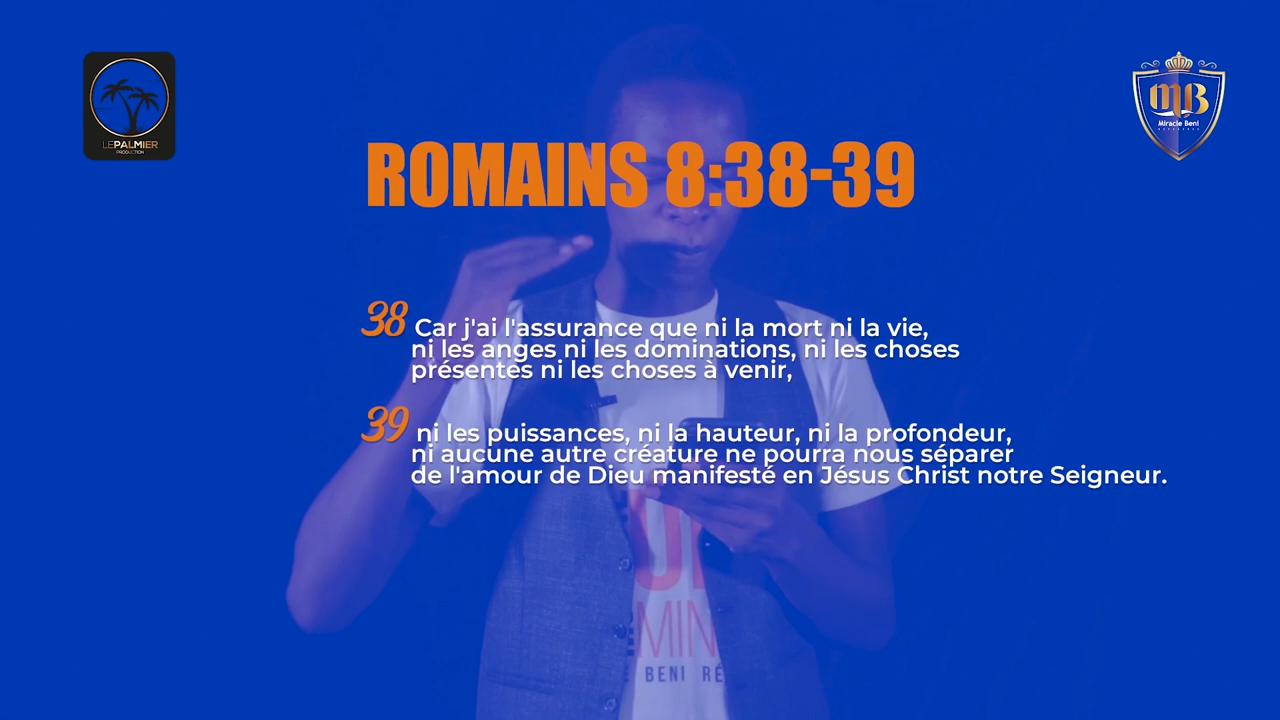 LEPALMIER
PRODUCTION
MB
Miracle Beni
ROMAINS 8:38-39
38 Car j'ai l'assurance que ni la mort ni la vie,
ni les anges ni les dominations, ni les choses
présentes ni les choses à venir,
39 ni les puissances, ni la hauteur, ni la profondeur,
ni aucune autre créature ne pourra nous séparer
de l'amour de Dieu manifesté en Jésus Christ notre Seigneur.
MIN
BENI RÉ